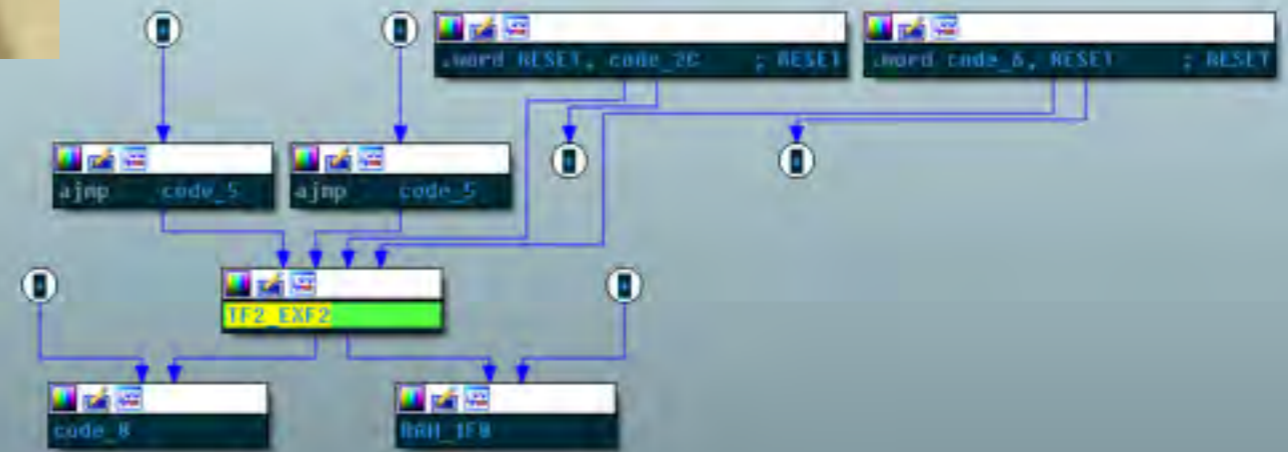 .word RESET, code_2C ; RESET
.word code_6, RESET ; RESET
ajmp code_5
ajmp code_5
TF2_EXF2
code_8
RAM_1F8